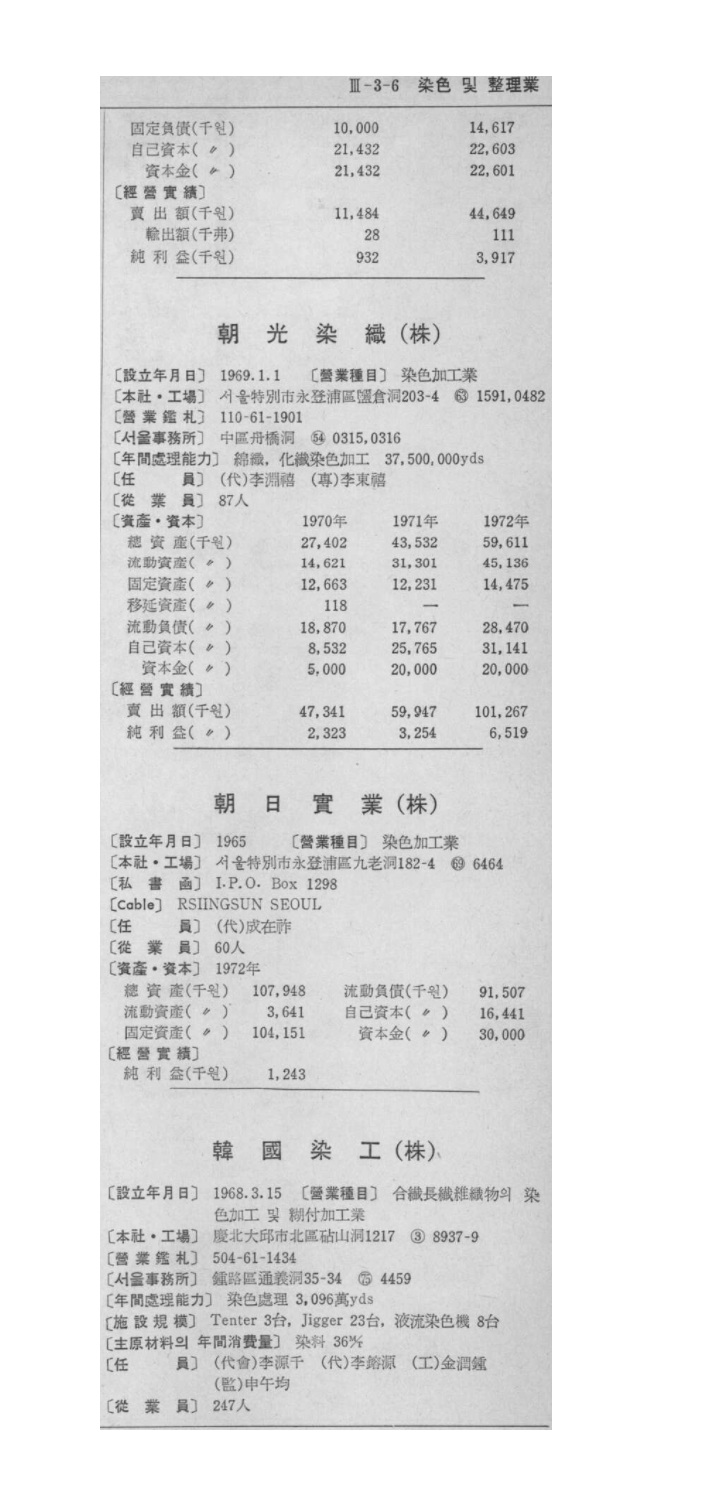 Ⅲ-3-6 染色 및 整理業
固定負債(千원) 10,000 14,617
自己資本( 〃 ) 21,432 22,603
資本金( 〃 ) 21,432 22,601
〔經營實績〕
賣出額(千원) 11,484 44,649
輸出額(千弗) 28 111
純利益(千원) 932 3,917
朝光染織(株)
〔設立年月日〕 1969.1.1 〔營業種目〕 染色加工業
〔本社・工場〕 서울特別市永登浦區鹽倉洞203-4 ㉿ 1591,0482
〔營業鑑札〕 110-61-1901
〔서울事務所〕 中區舟橋洞 54 0315,0316
〔年間處理能力〕 綿織, 化織染色加工 37,500,000yds
〔任員〕 (代)李淵禧 (專)李東禧
〔從業員〕 87人
〔資產・資本〕 1970年 1971年 1972年
總資產(千원) 27,402 43,532 59,611
流動資產( 〃 ) 14,621 31,301 45,136
固定資產( 〃 ) 12,663 12,231 14,475
移延資產( 〃 ) 118 — —
流動負債( 〃 ) 18,870 17,767 28,470
自己資本( 〃 ) 8,532 25,765 31,141
資本金( 〃 ) 5,000 20,000 20,000
〔經營實績〕
賣出額(千원) 47,341 59,947 101,267
純利益( 〃 ) 2,323 3,254 6,519
朝日實業(株)
〔設立年月日〕 1965 〔營業種目〕 染色加工業
〔本社・工場〕 서울特別市永登浦區九老洞182-4 69 6464
〔私書函〕 I.P.O. Box 1298
〔Cable〕 RSIINGSUN SEOUL
〔任員〕 (代)成在祚
〔從業員〕 60人
〔資產・資本〕 1972年
總資產(千원) 107,948 流動負債(千원) 91,507
流動資產( 〃 ) 3,641 自己資本( 〃 ) 16,441
固定資產( 〃 ) 104,151 資本金( 〃 ) 30,000
〔經營實績〕
純利益(千원) 1,243
韓國染工(株)
〔設立年月日〕 1968.3.15 〔營業種目〕 合纖長纖維織物의 染
色加工 및 糊付加工業
〔本社・工場〕 慶北大邱市北區砧山洞1217 ③ 8937-9
〔營業鑑札〕 504-61-1434
〔서울事務所〕 鍾路區通義洞35-34 75 4459
〔年間處理能力〕 染色處理 3,096萬yds
〔施設規模〕 Tenter 3台, Jigger 23台, 液流染色機 8台
〔主原材料의 年間消費量〕 染料 36㎏
〔任員〕 (代會)李源千 (代)李鎔源 (工)金潤鍾
(監)申午均
〔從業員〕 247人